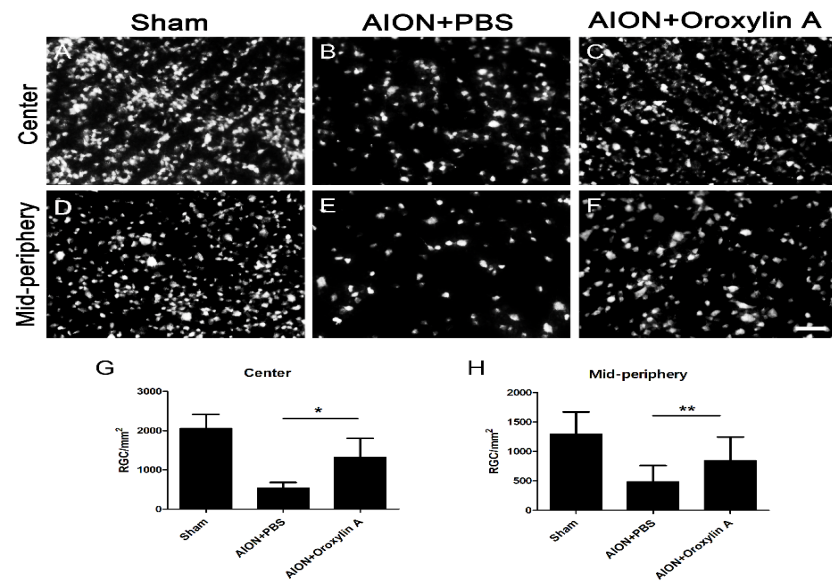 Sham
AION+PBS
AION+Oroxylin A
Center
A
B
C
Mid-periphery
D
E
F
G
Center
RGC/mm²
3000
2000
1000
0
*
Sham
AION+PBS
AION+Oroxylin A
H
Mid-periphery
RGC/mm²
2000
1500
1000
500
0
**
Sham
AION+PBS
AION+Oroxylin A